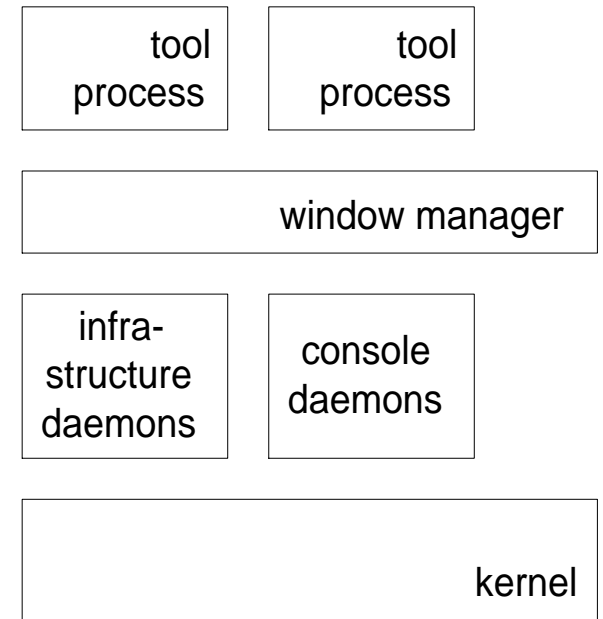 tool
process
tool
process
window manager
infra-
structure
daemons
console
daemons
kernel